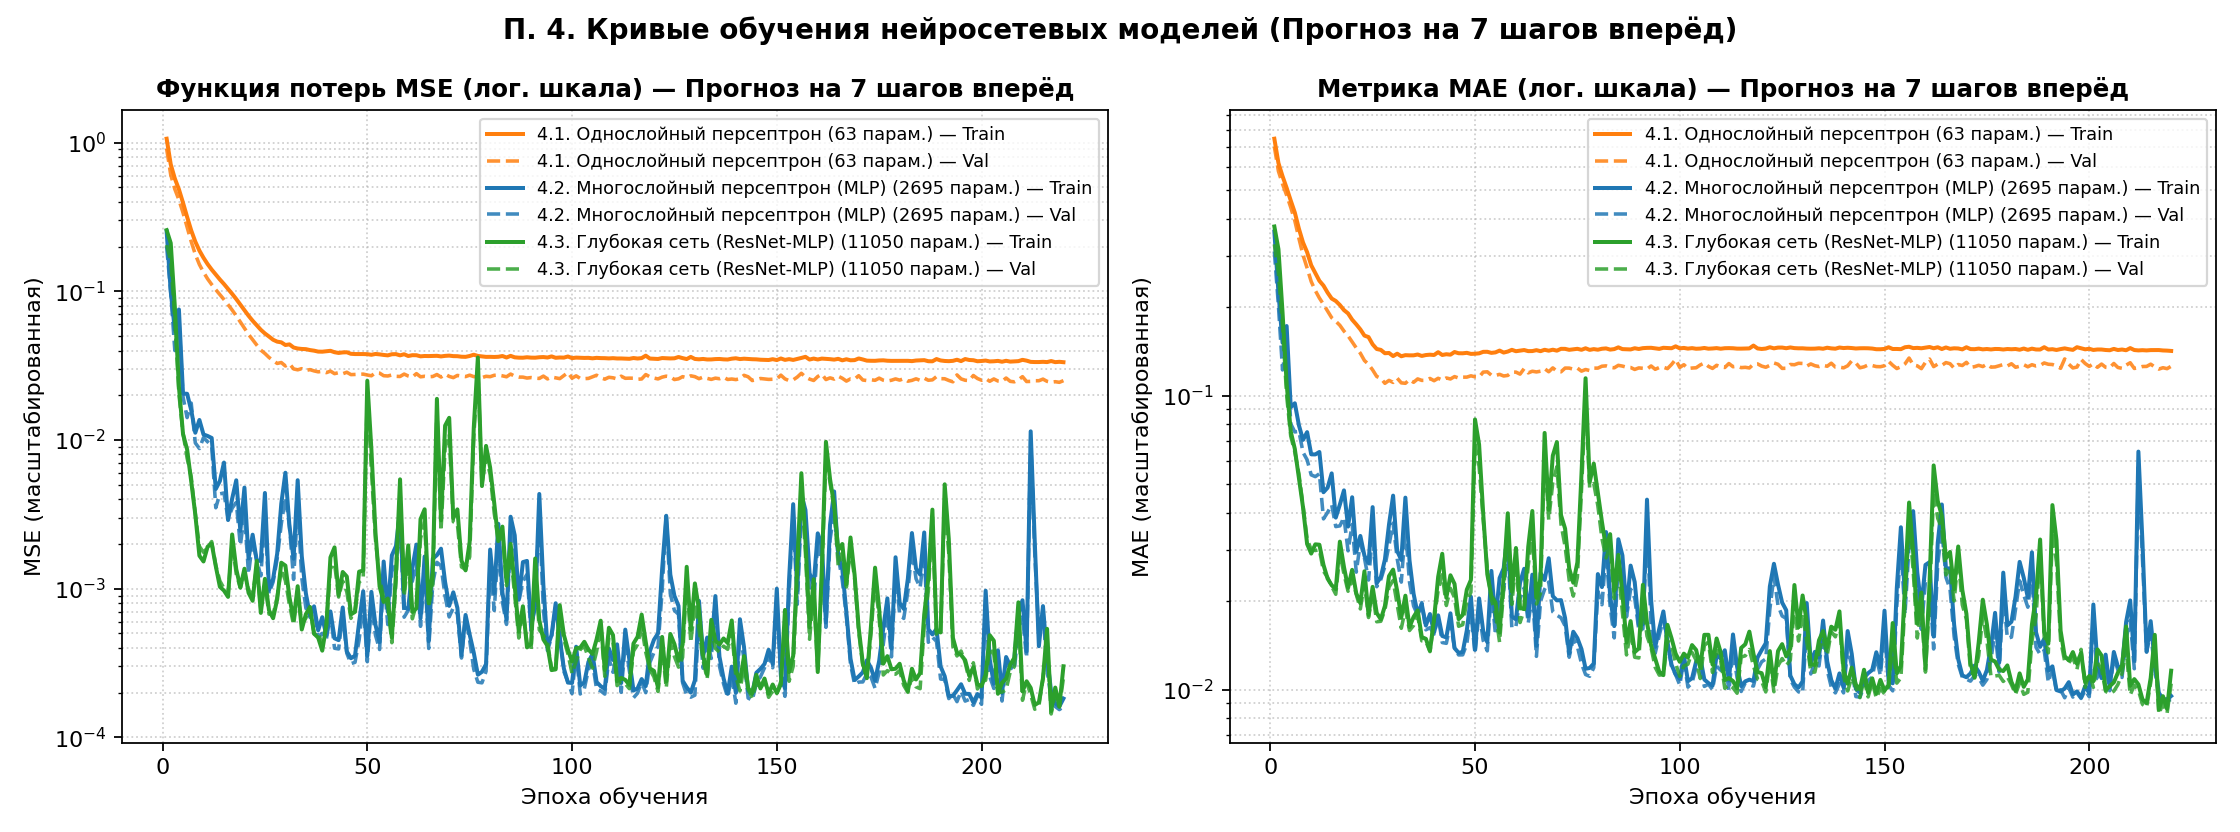 П. 4. Кривые обучения нейросетевых моделей (Прогноз на 7 шагов вперёд)
Функция потерь MSE (лог. шкала) — Прогноз на 7 шагов вперёд
MSE (масштабированная)
10⁰
10⁻¹
10⁻²
10⁻³
10⁻⁴
4.1. Однослойный персептрон (63 парам.) — Train
4.1. Однослойный персептрон (63 парам.) — Val
4.2. Многослойный персептрон (MLP) (2695 парам.) — Train
4.2. Многослойный персептрон (MLP) (2695 парам.) — Val
4.3. Глубокая сеть (ResNet-MLP) (11050 парам.) — Train
4.3. Глубокая сеть (ResNet-MLP) (11050 парам.) — Val
0 50 100 150 200
Эпоха обучения
Метрика MAE (лог. шкала) — Прогноз на 7 шагов вперёд
MAE (масштабированная)
10⁻¹
10⁻²
4.1. Однослойный персептрон (63 парам.) — Train
4.1. Однослойный персептрон (63 парам.) — Val
4.2. Многослойный персептрон (MLP) (2695 парам.) — Train
4.2. Многослойный персептрон (MLP) (2695 парам.) — Val
4.3. Глубокая сеть (ResNet-MLP) (11050 парам.) — Train
4.3. Глубокая сеть (ResNet-MLP) (11050 парам.) — Val
0 50 100 150 200
Эпоха обучения